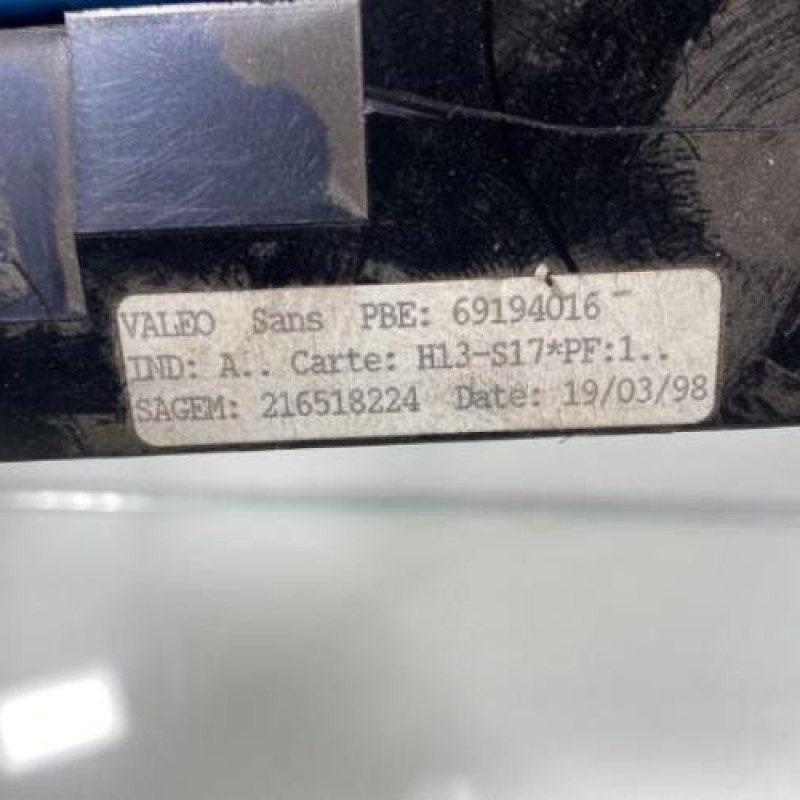 VALEO Sans PBE: 69194016-
IND: A.. Carte: H13-S17*PF:1..
SAGEM: 216518224 Date: 19/03/98